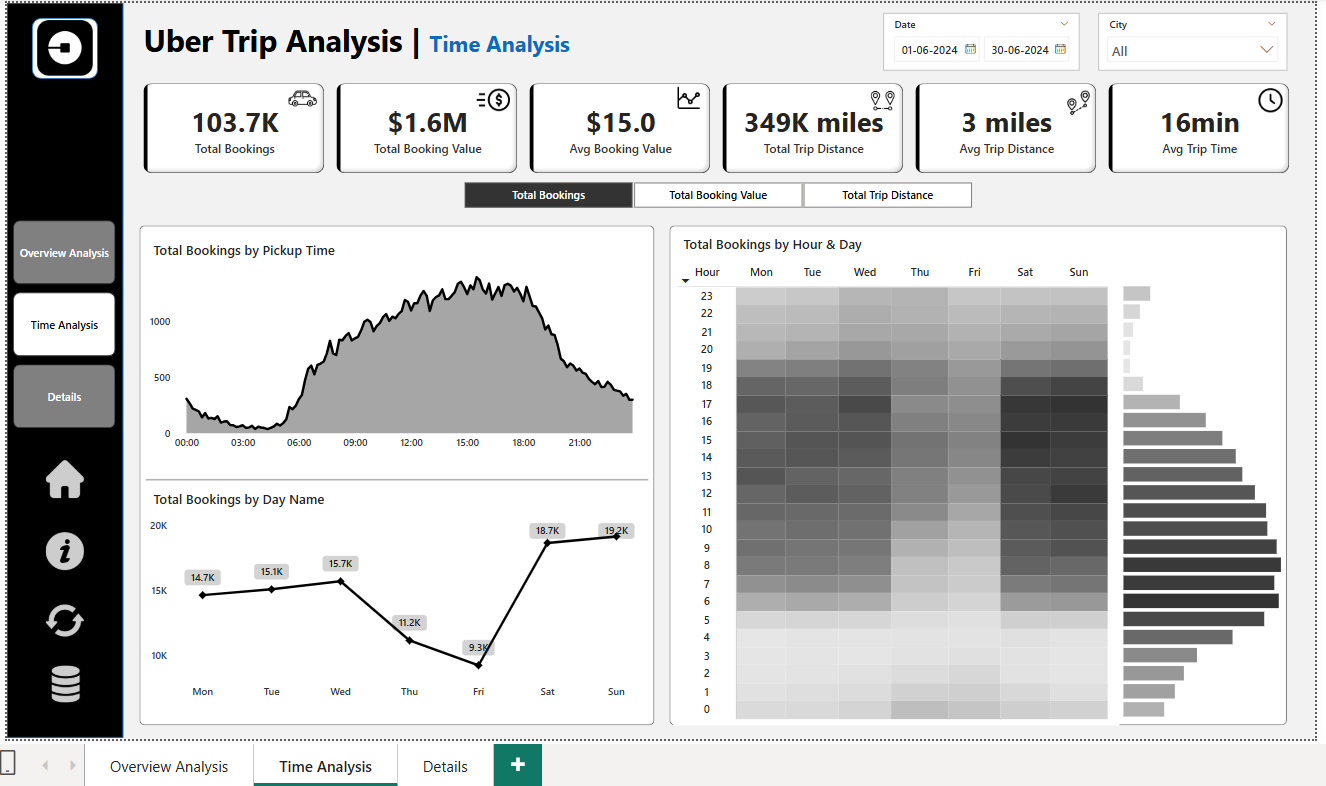 Uber Trip Analysis | Time Analysis
Date
01-06-2024 30-06-2024
City
All
103.7K
Total Bookings
$1.6M
Total Booking Value
$15.0
Avg Booking Value
349K miles
Total Trip Distance
3 miles
Avg Trip Distance
16min
Avg Trip Time
Total Bookings Total Booking Value Total Trip Distance
Overview Analysis
Time Analysis
Details
Total Bookings by Pickup Time
1000
500
0
00:00 03:00 06:00 09:00 12:00 15:00 18:00 21:00
Total Bookings by Day Name
20K
15K
10K
14.7K 15.1K 15.7K 11.2K 9.3K 18.7K 19.2K
Mon Tue Wed Thu Fri Sat Sun
Total Bookings by Hour & Day
Hour Mon Tue Wed Thu Fri Sat Sun
23
22
21
20
19
18
17
16
15
14
13
12
11
10
9
8
7
6
5
4
3
2
1
0
Overview Analysis Time Analysis Details +